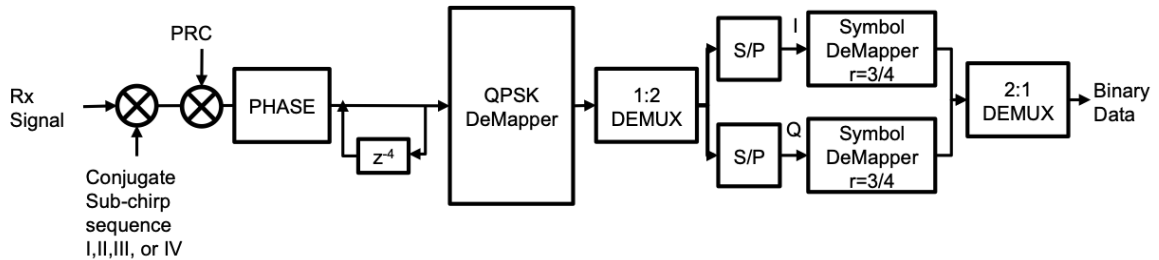 PRC
Rx
Signal
PHASE
z-4
Conjugate
Sub-chirp
sequence
I,II,III, or IV
QPSK
DeMapper
1:2
DEMUX
S/P
I
Symbol
DeMapper
r=3/4
S/P
Q
Symbol
DeMapper
r=3/4
2:1
DEMUX
Binary
Data